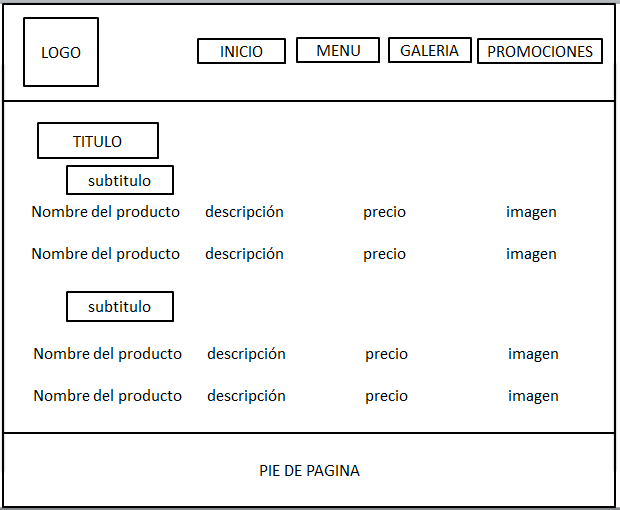 LOGO INICIO MENU GALERIA PROMOCIONES
TITULO
subtitulo
Nombre del producto descripción precio imagen
Nombre del producto descripción precio imagen
subtitulo
Nombre del producto descripción precio imagen
Nombre del producto descripción precio imagen
PIE DE PAGINA